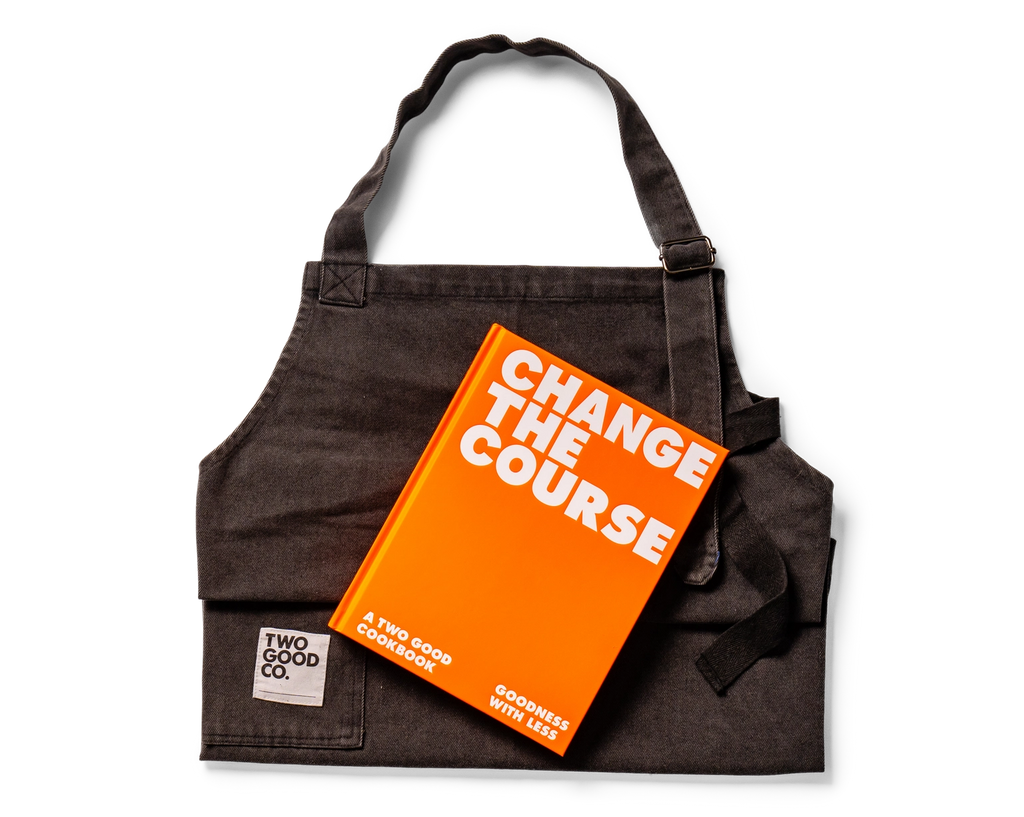 CHANGE
THE
COURSE
A TWO GOOD
COOKBOOK
GOODNESS
WITH LESS
TWO
GOOD
CO.